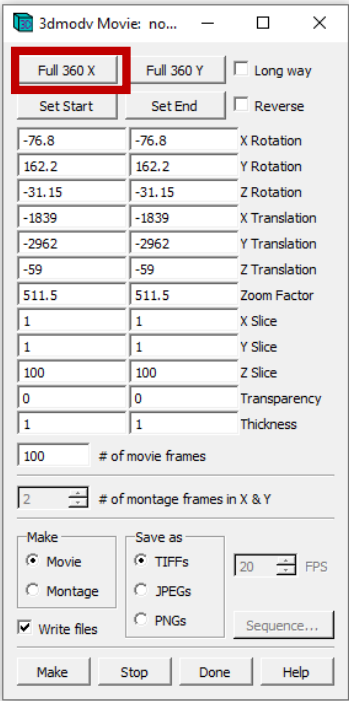 3dmodv Movie: no...
Full 360 X Full 360 Y Long way
Set Start Set End Reverse
-76.8 -76.8 X Rotation
162.2 162.2 Y Rotation
-31.15 -31.15 Z Rotation
-1839 -1839 X Translation
-2962 -2962 Y Translation
-59 -59 Z Translation
511.5 511.5 Zoom Factor
1 1 X Slice
1 1 Y Slice
100 100 Z Slice
0 0 Transparency
1 1 Thickness
100 # of movie frames
2 # of montage frames in X & Y
Make Save as
Movie TIFFs 20 FPS
Montage JPEGs
Write files PNGs Sequence...
Make Stop Done Help